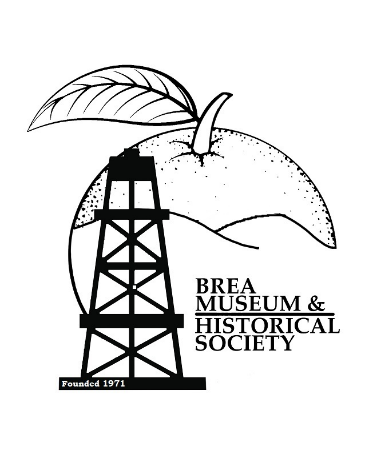 BREA
MUSEUM &
HISTORICAL
SOCIETY
Founded 1971